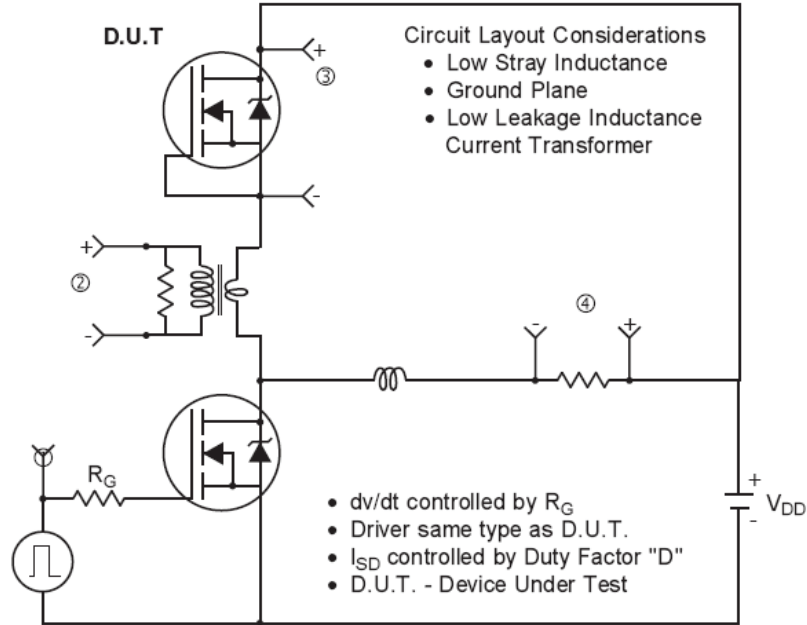 D.U.T
+
③
-
Circuit Layout Considerations
• Low Stray Inductance
• Ground Plane
• Low Leakage Inductance
Current Transformer
+
②
-
④
-
+
①
R_G
+
V_DD
-
• dv/dt controlled by R_G
• Driver same type as D.U.T.
• I_SD controlled by Duty Factor "D"
• D.U.T. - Device Under Test